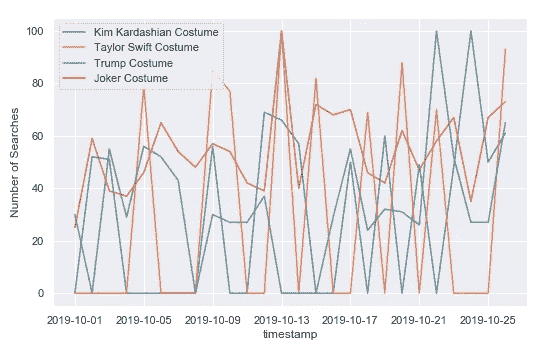 Kim Kardashian Costume
Taylor Swift Costume
Trump Costume
Joker Costume
100
80
60
40
20
0
Number of Searches
2019-10-01 2019-10-05 2019-10-09 2019-10-13 2019-10-17 2019-10-21 2019-10-25
timestamp